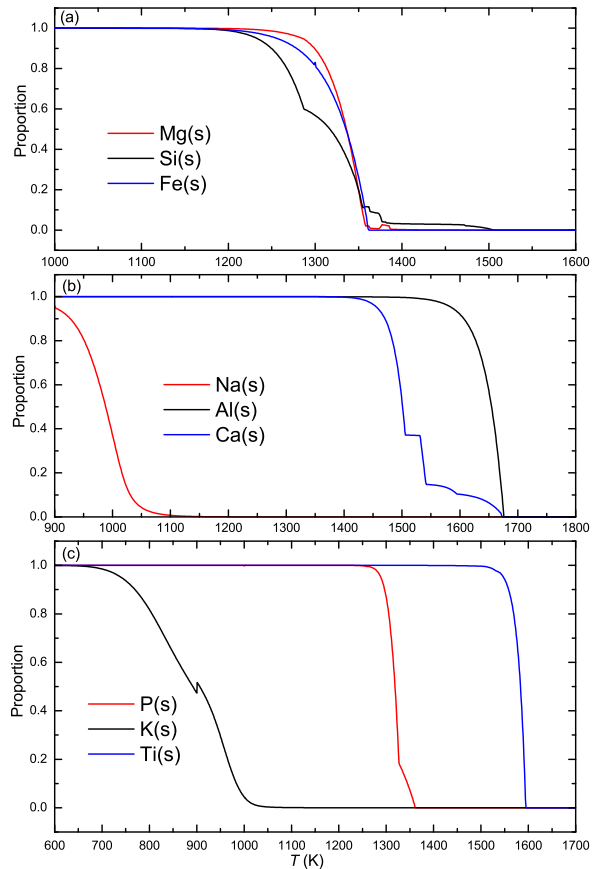 (a)
1.0
0.8
0.6
0.4
0.2
0.0
Proportion
Mg(s)
Si(s)
Fe(s)
1000 1100 1200 1300 1400 1500 1600
(b)
1.0
0.8
0.6
0.4
0.2
0.0
Proportion
Na(s)
Al(s)
Ca(s)
900 1000 1100 1200 1300 1400 1500 1600 1700 1800
(c)
1.0
0.8
0.6
0.4
0.2
0.0
Proportion
P(s)
K(s)
Ti(s)
600 700 800 900 1000 1100 1200 1300 1400 1500 1600 1700
T (K)